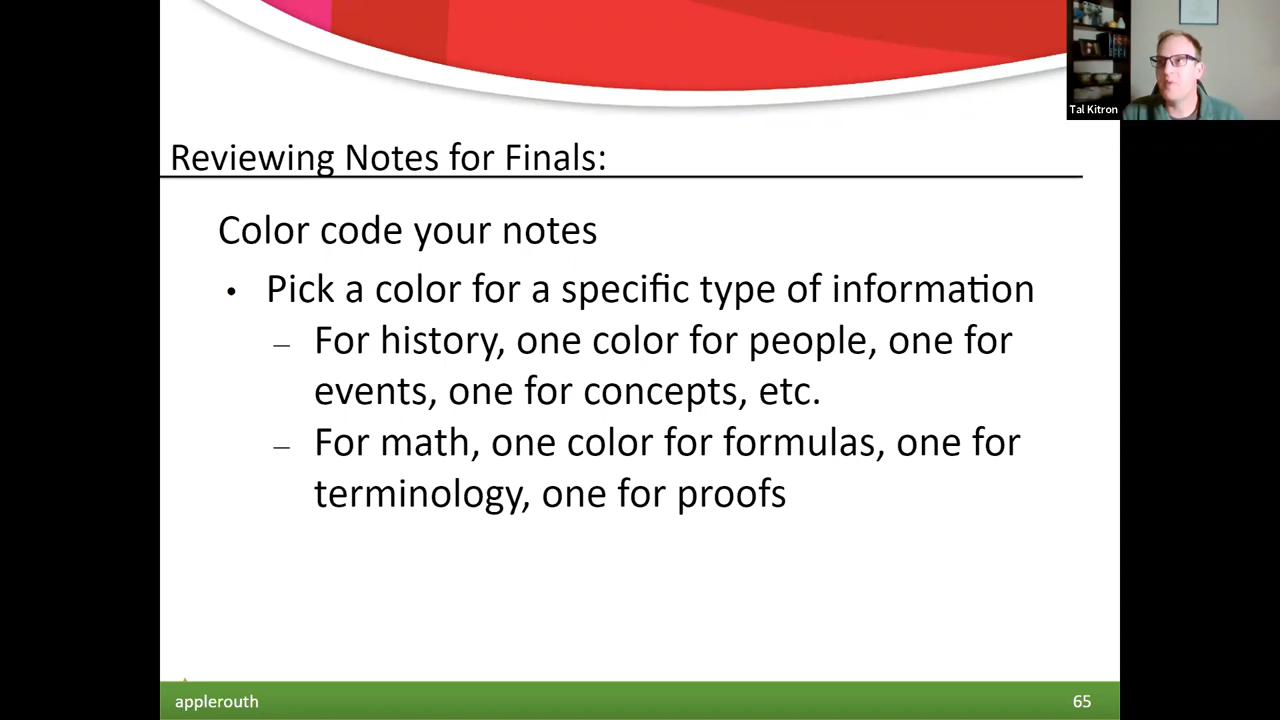 Tal Kitron
Reviewing Notes for Finals:
Color code your notes
• Pick a color for a specific type of information
– For history, one color for people, one for
events, one for concepts, etc.
– For math, one color for formulas, one for
terminology, one for proofs
applerouth
65